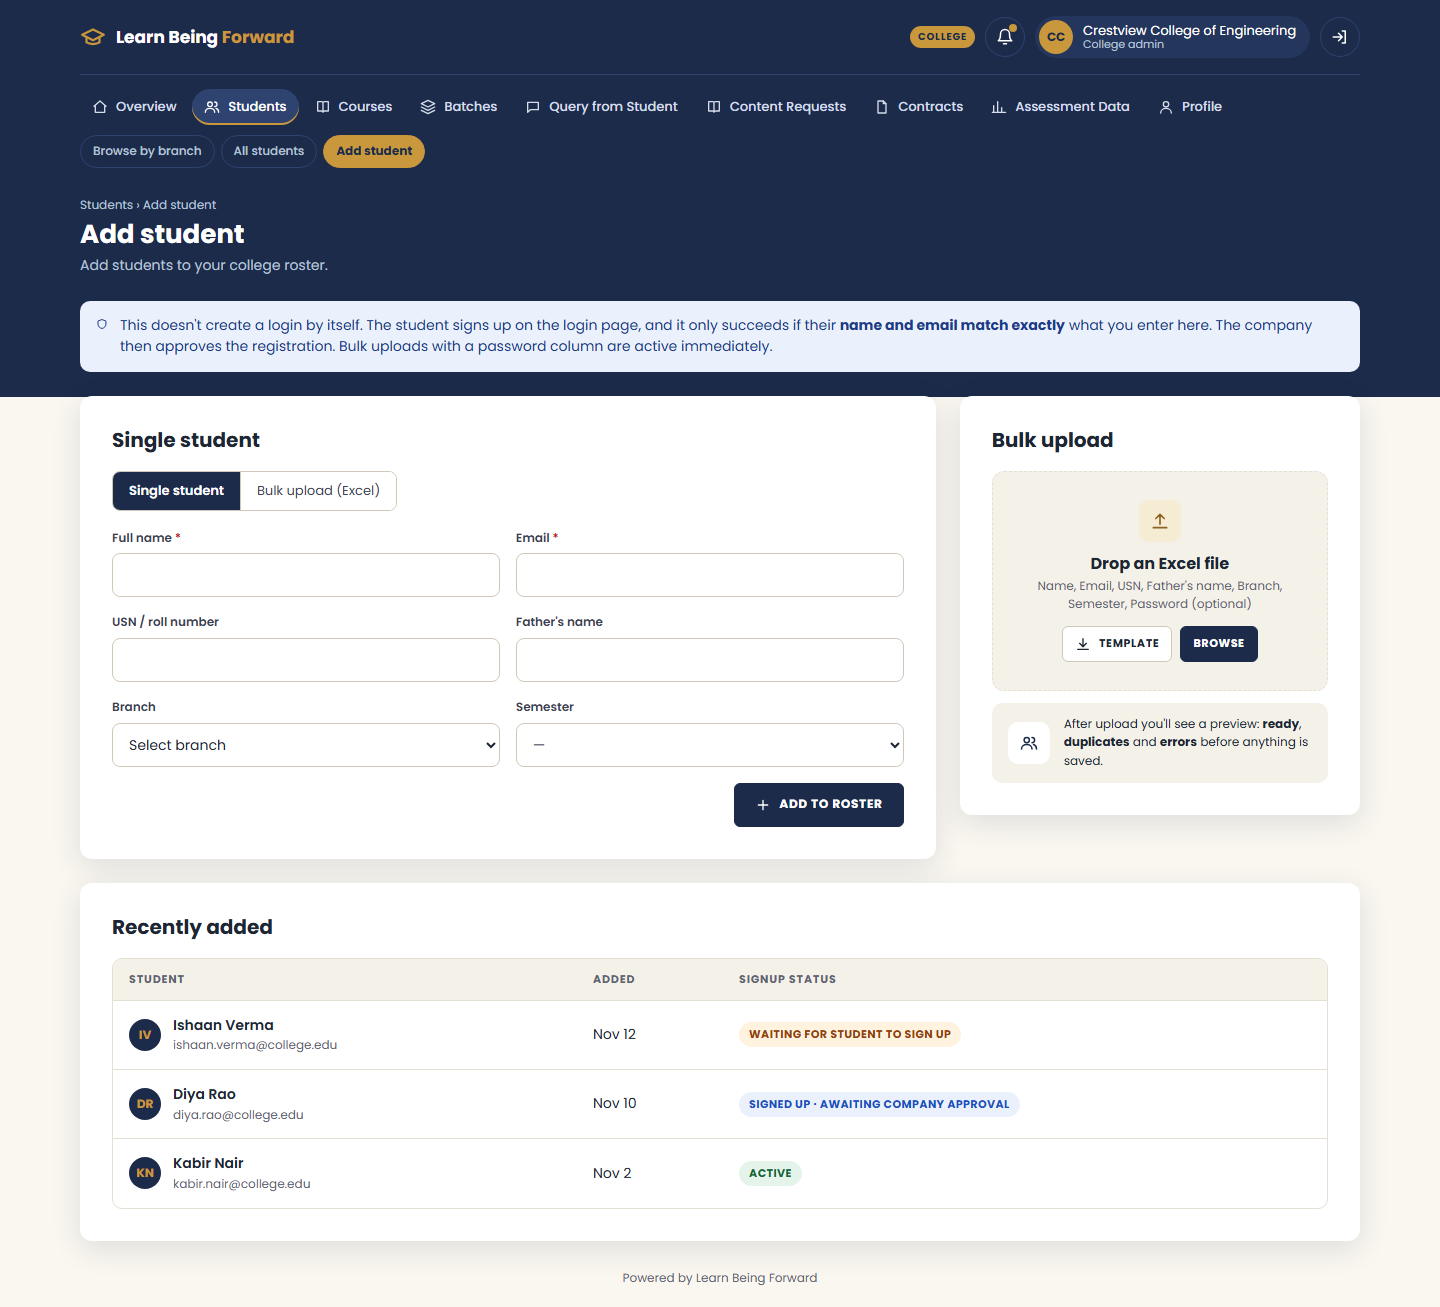 Learn Being Forward
COLLEGE
CC
Crestview College of Engineering
College admin
Overview
Students
Courses
Batches
Query from Student
Content Requests
Contracts
Assessment Data
Profile
Browse by branch
All students
Add student
Students › Add student
Add student
Add students to your college roster.
This doesn't create a login by itself. The student signs up on the login page, and it only succeeds if their name and email match exactly what you enter here. The company
then approves the registration. Bulk uploads with a password column are active immediately.
Single student
Single student
Bulk upload (Excel)
Full name *
Email *
USN / roll number
Father's name
Branch
Semester
Select branch
—
ADD TO ROSTER
Bulk upload
Drop an Excel file
Name, Email, USN, Father's name, Branch,
Semester, Password (optional)
TEMPLATE
BROWSE
After upload you'll see a preview: ready,
duplicates and errors before anything is
saved.
Recently added
STUDENT
ADDED
SIGNUP STATUS
IV
Ishaan Verma
ishaan.verma@college.edu
Nov 12
WAITING FOR STUDENT TO SIGN UP
DR
Diya Rao
diya.rao@college.edu
Nov 10
SIGNED UP · AWAITING COMPANY APPROVAL
KN
Kabir Nair
kabir.nair@college.edu
Nov 2
ACTIVE
Powered by Learn Being Forward